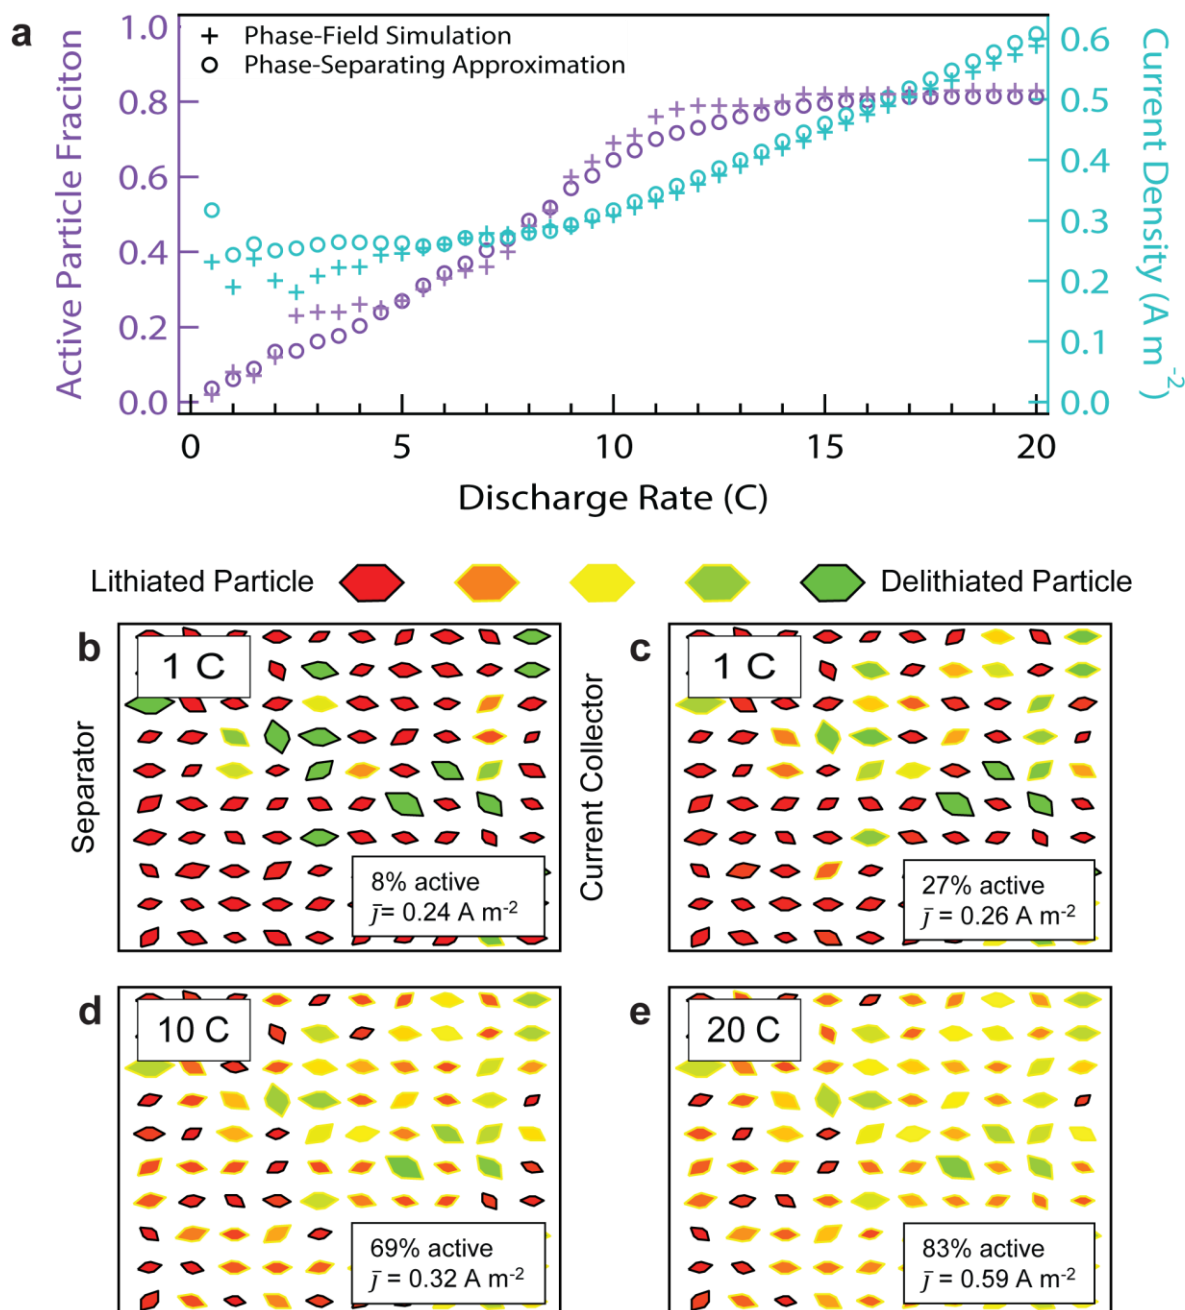 a
Active Particle Fraciton
1.0
0.8
0.6
0.4
0.2
0.0
+ Phase-Field Simulation
o Phase-Separating Approximation
0.6
0.5
0.4
0.3
0.2
0.1
0.0
Current Density (A m-2)
0 5 10 15 20
Discharge Rate (C)
Lithiated Particle
Delithiated Particle
b
1 C
Separator
8% active
j̄ = 0.24 A m-2
Current Collector
c
1 C
27% active
j̄ = 0.26 A m-2
d
10 C
69% active
j̄ = 0.32 A m-2
e
20 C
83% active
j̄ = 0.59 A m-2